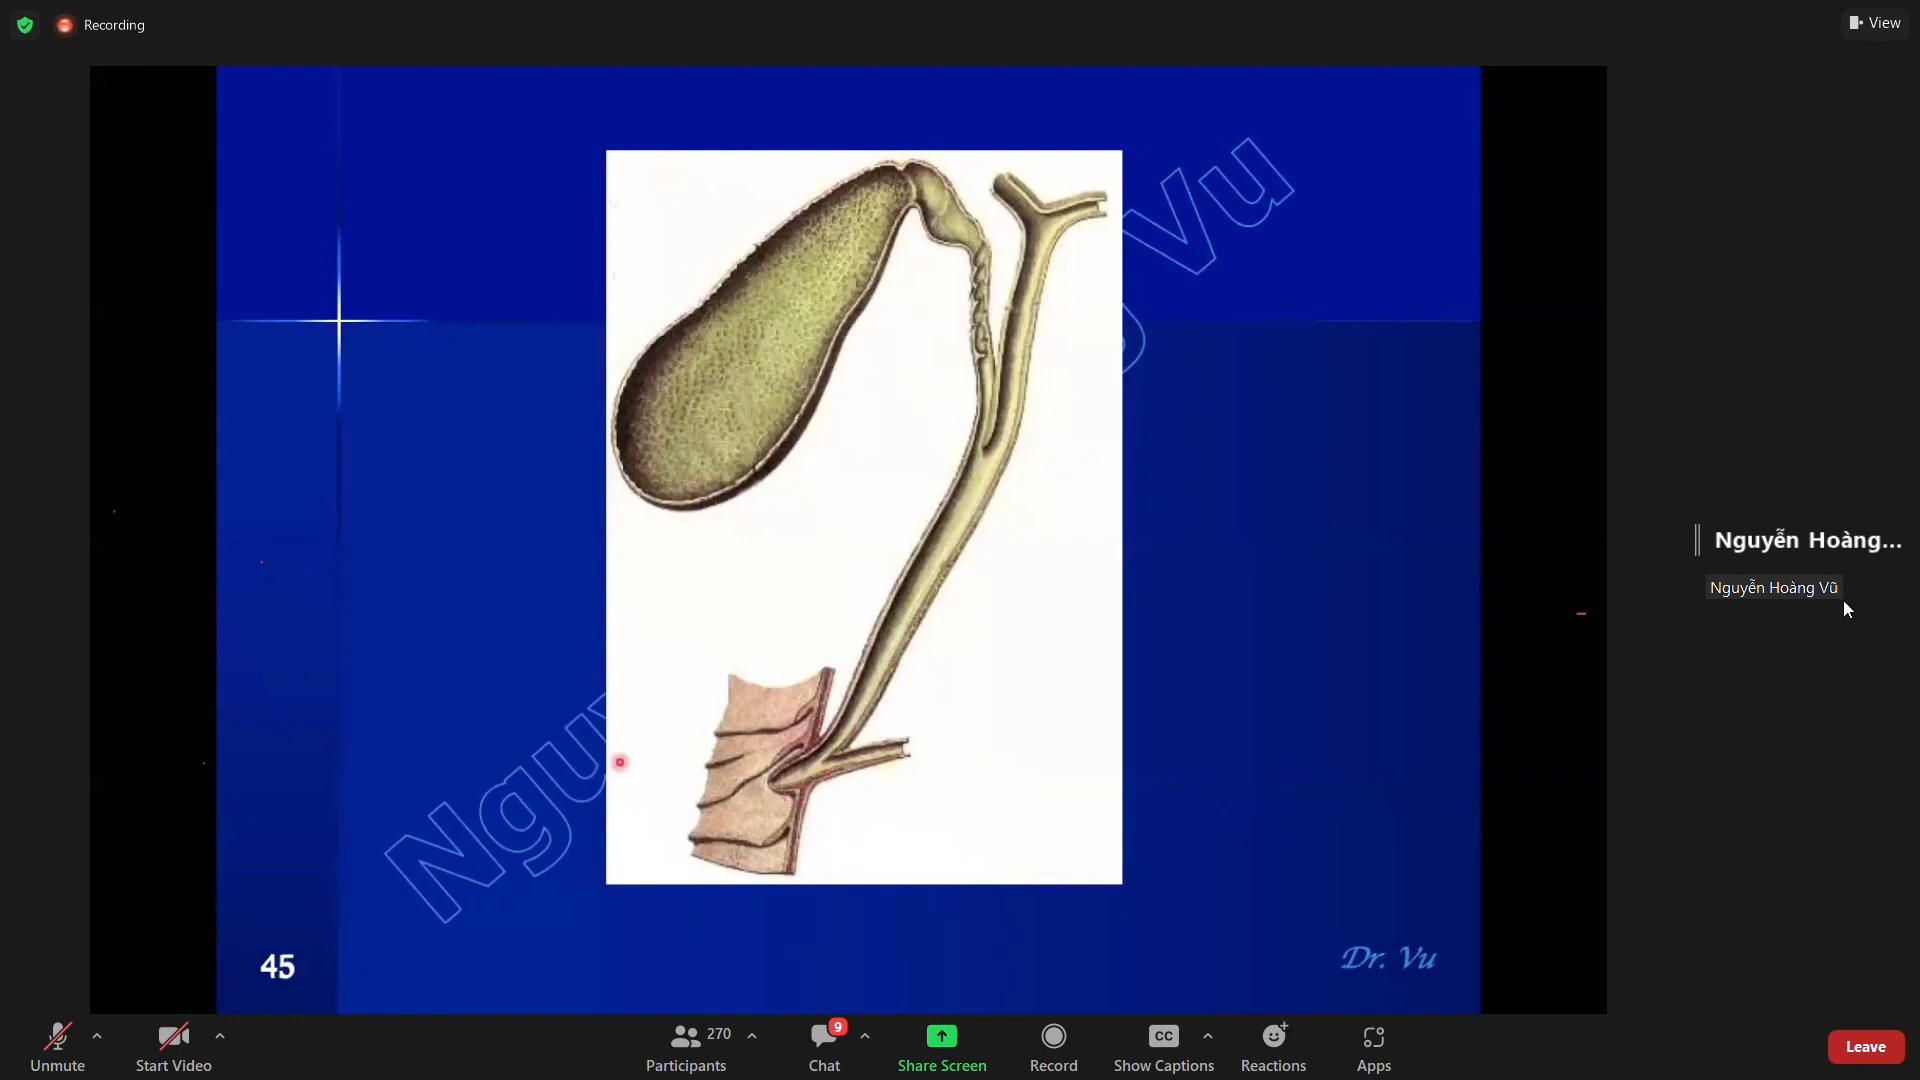 Recording
View
Nguy
g Vu
Nguyễn Hoàng...
Nguyễn Hoàng Vũ
45
Dr. Vu
270
9
CC
Unmute
Start Video
Participants
Chat
Share Screen
Record
Show Captions
Reactions
Apps
Leave